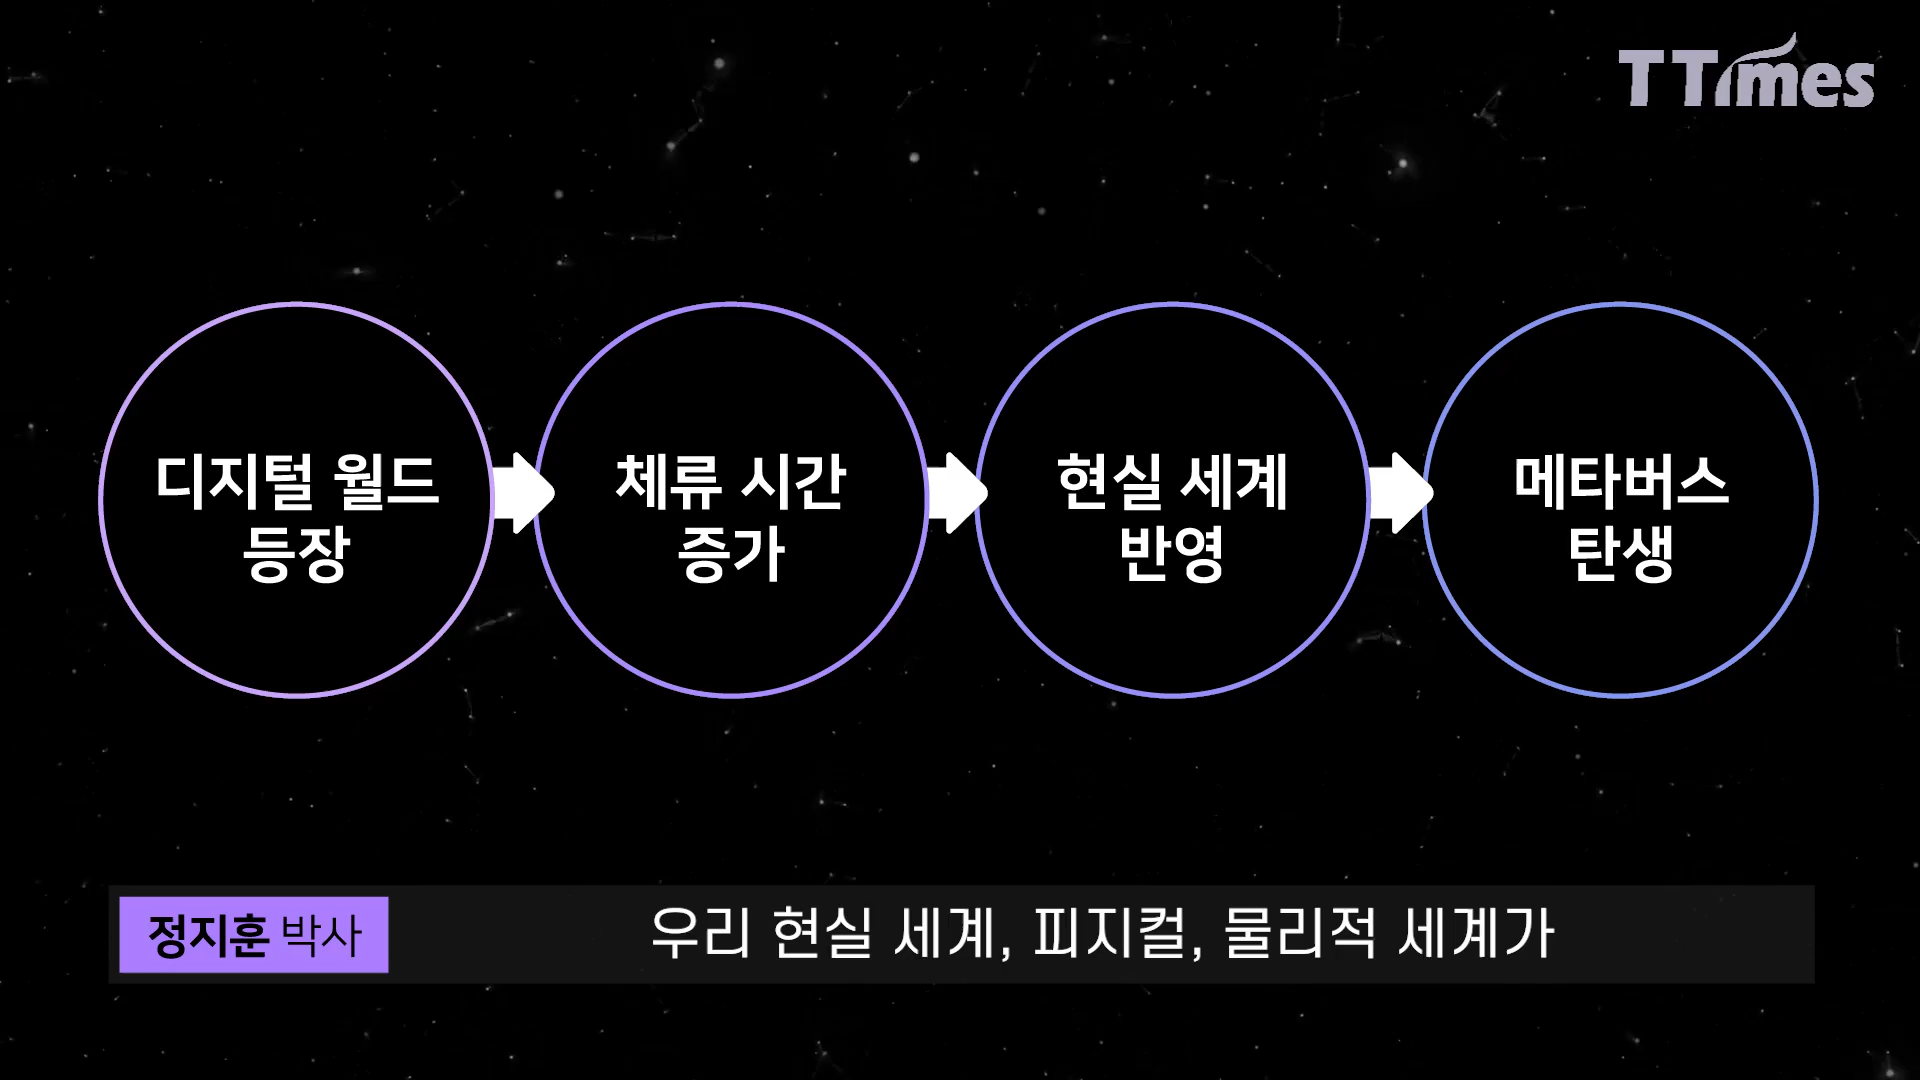 TTimes
디지털 월드
등장
체류 시간
증가
현실 세계
반영
메타버스
탄생
정지훈 박사
우리 현실 세계, 피지컬, 물리적 세계가